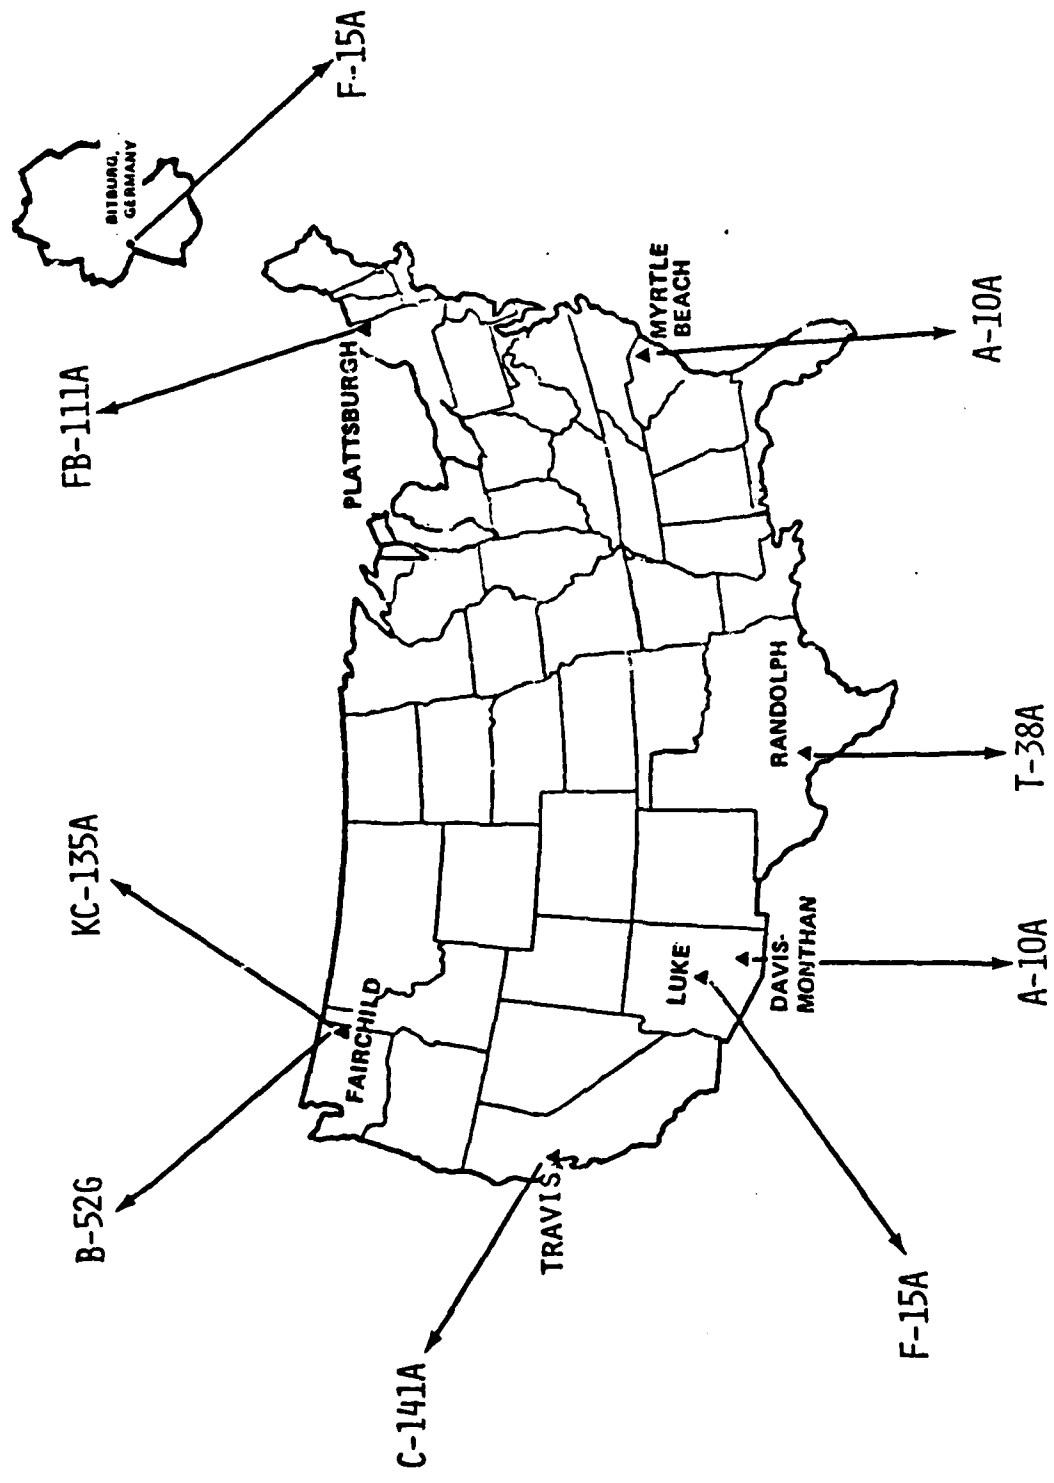 KC-135A
FB-111A
B-52G
F-15A
BITBURG,
GERMANY
C-141A
FAIRCHILD
PLATTSBURGH
TRAVIS
LUKE
MYRTLE
BEACH
DAVIS-
MONTHAN
RANDOLPH
F-15A
A-10A
T-38A
A-10A